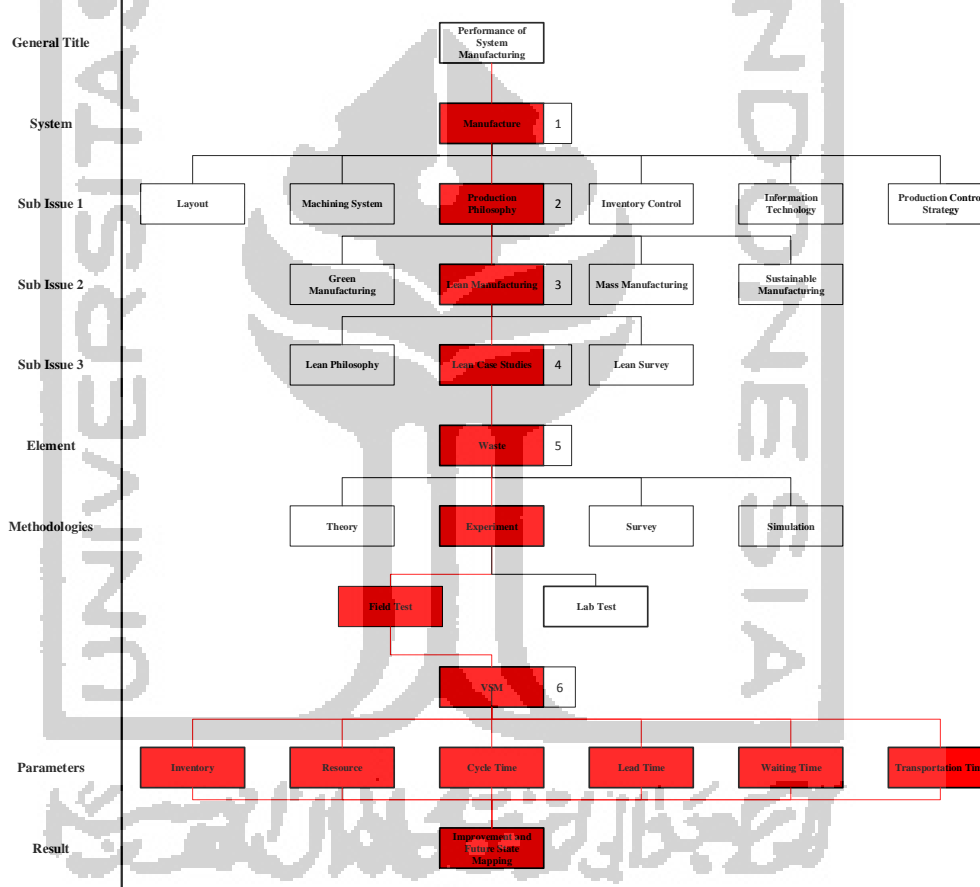 General Title
Performance of
System
Manufacturing
System
Manufacture 1
Sub Issue 1
Layout
Machining System
Production
Philosophy
2
Inventory Control
Information
Technology
Production Control
Strategy
Sub Issue 2
Green
Manufacturing
Lean Manufacturing 3
Mass Manufacturing
Sustainable
Manufacturing
Sub Issue 3
Lean Philosophy
Lean Case Studies 4
Lean Survey
Element
Waste 5
Methodologies
Theory
Experiment
Survey
Simulation
Field Test
Lab Test
VSM 6
Parameters
Inventory
Resource
Cycle Time
Lead Time
Waiting Time
Transportation Tim
Result
Improvement and
Future State
Mapping
UNIVERSITAS
INDONESIA